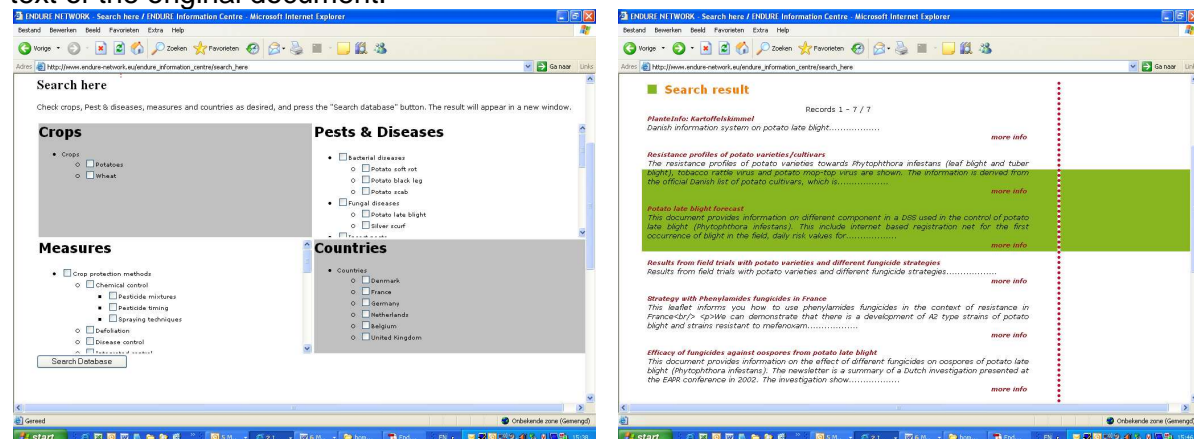 text of the original document.
ENDURE NETWORK - Search here / ENDURE Information Centre - Microsoft Internet Explorer
Bestand Bewerken Beeld Favorieten Extra Help
Vorige Zoeken Favorieten
Adres http://www.endure-network.eu/endure_information_centre/search_here Ga naar Links
Search here
Check crops, Pest & diseases, measures and countries as desired, and press the "Search database" button. The result will appear in a new window.
Crops
Crops
Potatoes
Wheat
Pests & Diseases
Bacterial diseases
Potato soft rot
Potato black leg
Potato scab
Fungal diseases
Potato late blight
Silver scurf
Measures
Crop protection methods
Chemical control
Pesticide mixtures
Pesticide timing
Spraying techniques
Defoliation
Disease control
Integrated control
Countries
Countries
Denmark
France
Germany
Netherlands
Belgium
United Kingdom
Search Database
Gereed Onbekende zone (Gemengd)
start 15:38
ENDURE NETWORK - Search here / ENDURE Information Centre - Microsoft Internet Explorer
Bestand Bewerken Beeld Favorieten Extra Help
Vorige Zoeken Favorieten
Adres http://www.endure-network.eu/endure_information_centre/search_here Ga naar
Search result
Records 1 - 7 / 7
PlanteInfo: Kartoffelskimmel
Danish information system on potato late blight.................
more info
Resistance profiles of potato varieties/cultivars
The resistance profiles of potato varieties towards Phytophthora infestans (leaf blight and tuber
blight), tobacco rattle virus and potato mop-top virus are shown. The information is derived from
the official Danish list of potato cultivars, which is.................
more info
Potato late blight forecast
This document provides information on different component in a DSS used in the control of potato
late blight (Phytophthora infestans). This include internet based registration net for the first
occurrence of blight in the field, daily risk values for.................
more info
Results from field trials with potato varieties and different fungicide strategies
Results from field trials with potato varieties and different fungicide strategies.................
more info
Strategy with Phenylamides fungicides in France
This leaflet informs you how to use phenylamides fungicides in the context of resistance in
France<br/> <p>We can demonstrate that there is a development of A2 type strains of potato
blight and strains resistant to mefenoxam.................
more info
Efficacy of fungicides against oospores from potato late blight
This document provides information on the effect of different fungicides on oospores of potato late
blight (Phytophthora infestans). The newsletter is a summary of a Dutch investigation presented at
the EAPR conference in 2002. The investigation show.................
more info
Onbekende zone (Gemengd)
start